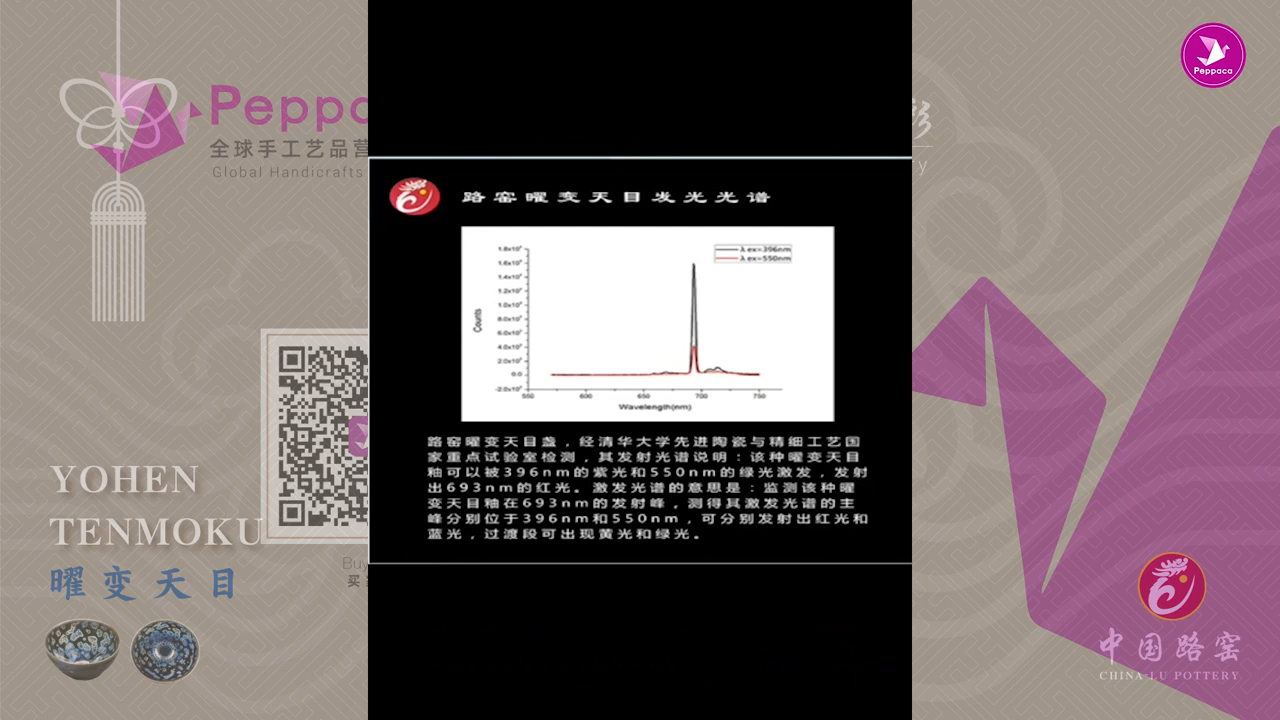 Peppaca
Peppa
全球手工艺品营
Global Handicrafts
彩
y
路窑曜变天目发光光谱
λ ex=396nm
λ ex=550nm
Counts
550
600
650
700
750
Wavelength(nm)
路窑曜变天目盏，经清华大学先进陶瓷与精细工艺国
家重点试验室检测，其发射光谱说明：该种曜变天目
釉可以被396nm的紫光和550nm的绿光激发，发射
出693nm的红光。激发光谱的意思是：监测该种曜
变天目釉在693nm的发射峰，测得其激发光谱的主
峰分别位于396nm和550nm，可分别发射出红光和
蓝光，过渡段可出现黄光和绿光。
YOHEN
TENMOKU
曜变天目
Buy
买
中国路窑
CHINA LU POTTERY